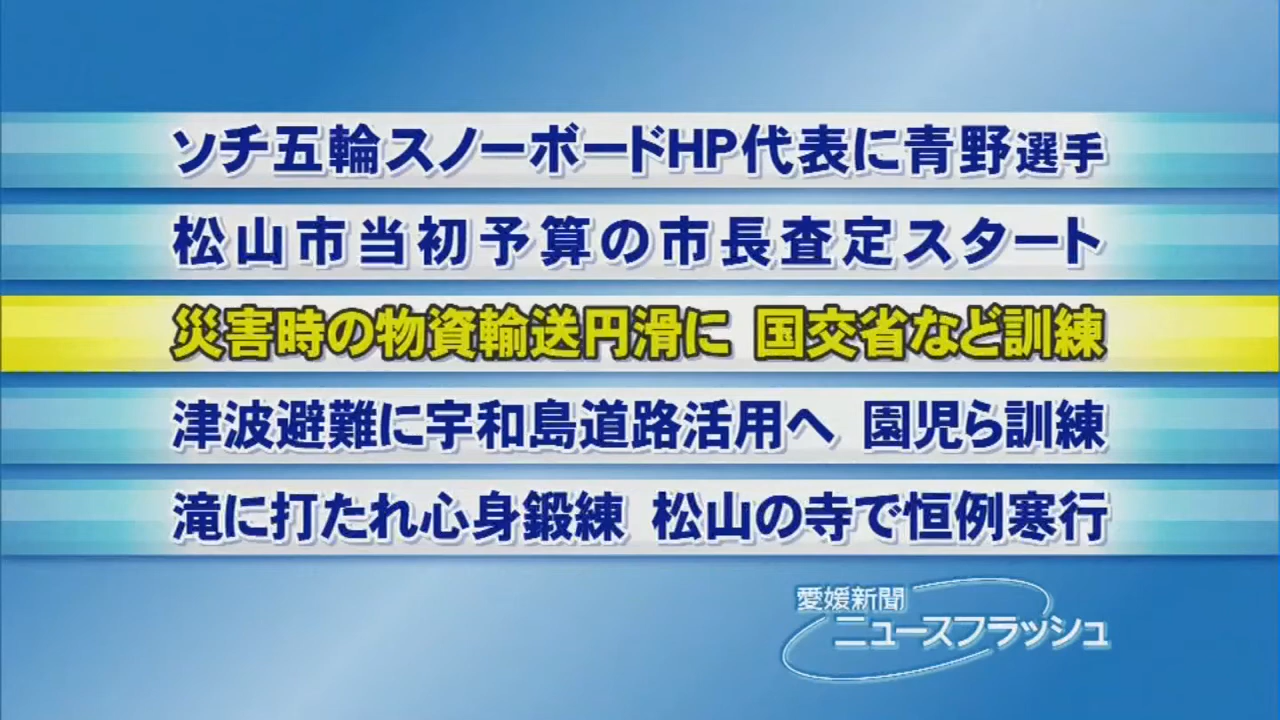 ソチ五輪スノーボードHP代表に青野選手
松山市当初予算の市長査定スタート
災害時の物資輸送円滑に 国交省など訓練
津波避難に宇和島道路活用へ 園児ら訓練
滝に打たれ心身鍛練 松山の寺で恒例寒行
愛媛新聞
ニュースフラッシュ